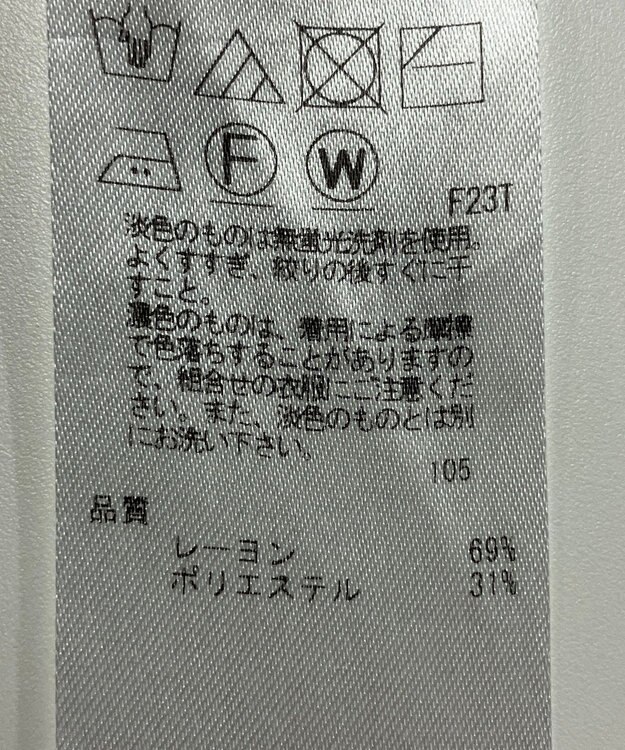 F
W
F23T
淡色のものは無蛍光洗剤を使用。
よくすすぎ、絞りの後すぐに干
すこと。
濃色のものは、着用による摩擦
で色落ちすることがありますの
で、組合せの衣服にご注意くだ
さい。また、淡色のものとは別
にお洗い下さい。
105
品質
レーヨン 69%
ポリエステル 31%